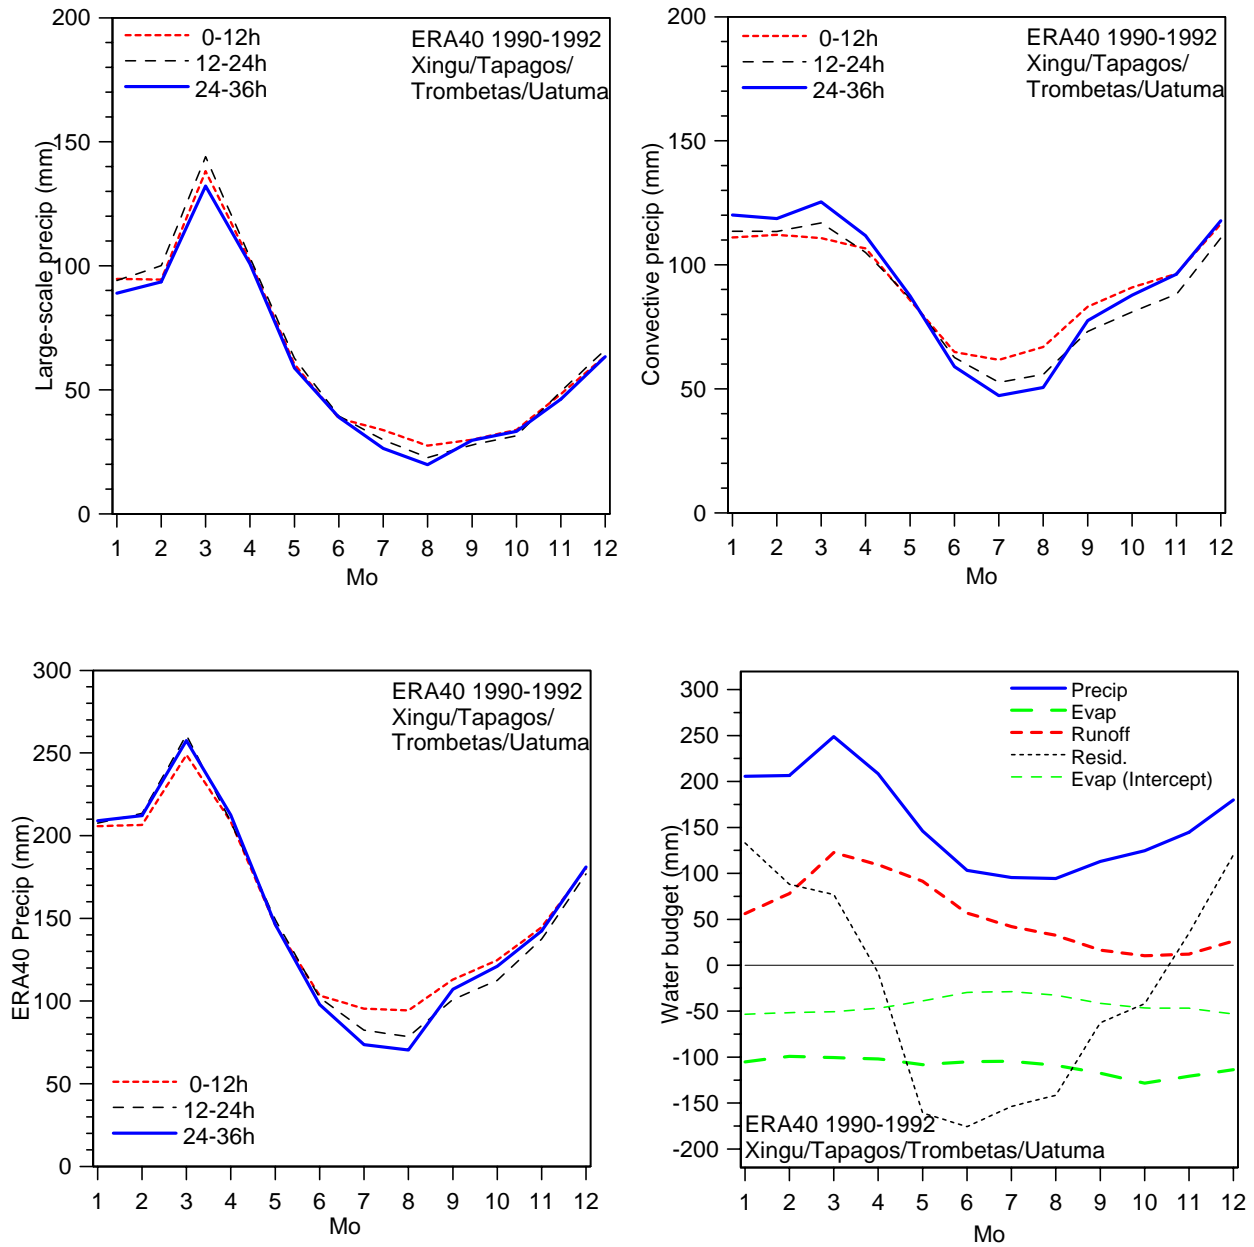 200
150
100
50
0
Large-scale precip (mm)
0-12h
12-24h
24-36h
ERA40 1990-1992
Xingu/Tapagos/
Trombetas/Uatuma
1 2 3 4 5 6 7 8 9 10 11 12
Mo
200
150
100
50
0
Convective precip (mm)
0-12h
12-24h
24-36h
ERA40 1990-1992
Xingu/Tapagos/
Trombetas/Uatuma
1 2 3 4 5 6 7 8 9 10 11 12
Mo
300
250
200
150
100
50
0
ERA40 Precip (mm)
ERA40 1990-1992
Xingu/Tapagos/
Trombetas/Uatuma
0-12h
12-24h
24-36h
1 2 3 4 5 6 7 8 9 10 11 12
Mo
300
250
200
150
100
50
0
-50
-100
-150
-200
Water budget (mm)
Precip
Evap
Runoff
Resid.
Evap (Intercept)
ERA40 1990-1992
Xingu/Tapagos/Trombetas/Uatuma
1 2 3 4 5 6 7 8 9 10 11 12
Mo